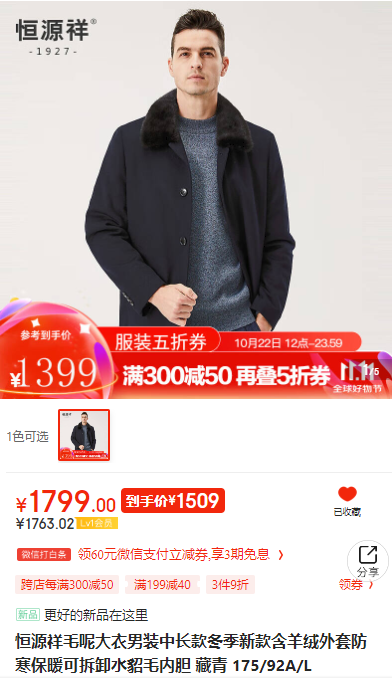 恒源祥®
-1927-
参考到手价
¥1399
服装五折券
10月22日 12点-23:59
满300减50 再叠5折券
11.11
全球好物节
1/5
1色可选
¥1799.00
到手价¥1509
¥1763.02
Lv1会员
已收藏
微信打白条
领60元微信支付立减券,享3期免息
分享
跨店每满300减50
满199减40
3件9折
领券
新品
更好的新品在这里
恒源祥毛呢大衣男装中长款冬季新款含羊绒外套防
寒保暖可拆卸水貂毛内胆 藏青 175/92A/L